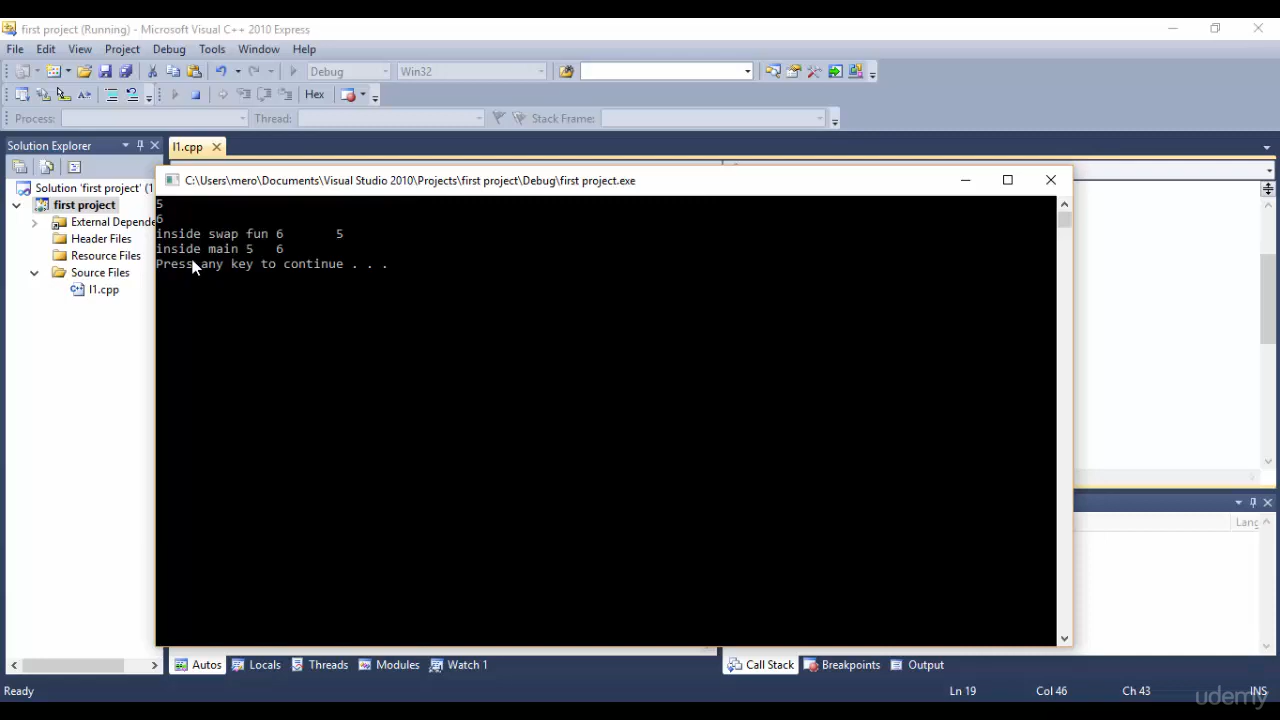 first project (Running) - Microsoft Visual C++ 2010 Express
File Edit View Project Debug Tools Window Help
Debug Win32
Hex
Process: Thread: Stack Frame:
Solution Explorer
l1.cpp
C:\Users\mero\Documents\Visual Studio 2010\Projects\first project\Debug\first project.exe
Solution 'first project' (1
first project
External Depende
Header Files
Resource Files
Source Files
l1.cpp
5
6
inside swap fun 6 5
inside main 5 6
Press any key to continue . . .
Lang
Autos Locals Threads Modules Watch 1
Call Stack Breakpoints Output
Ready Ln 19 Col 46 Ch 43 INS
udemy